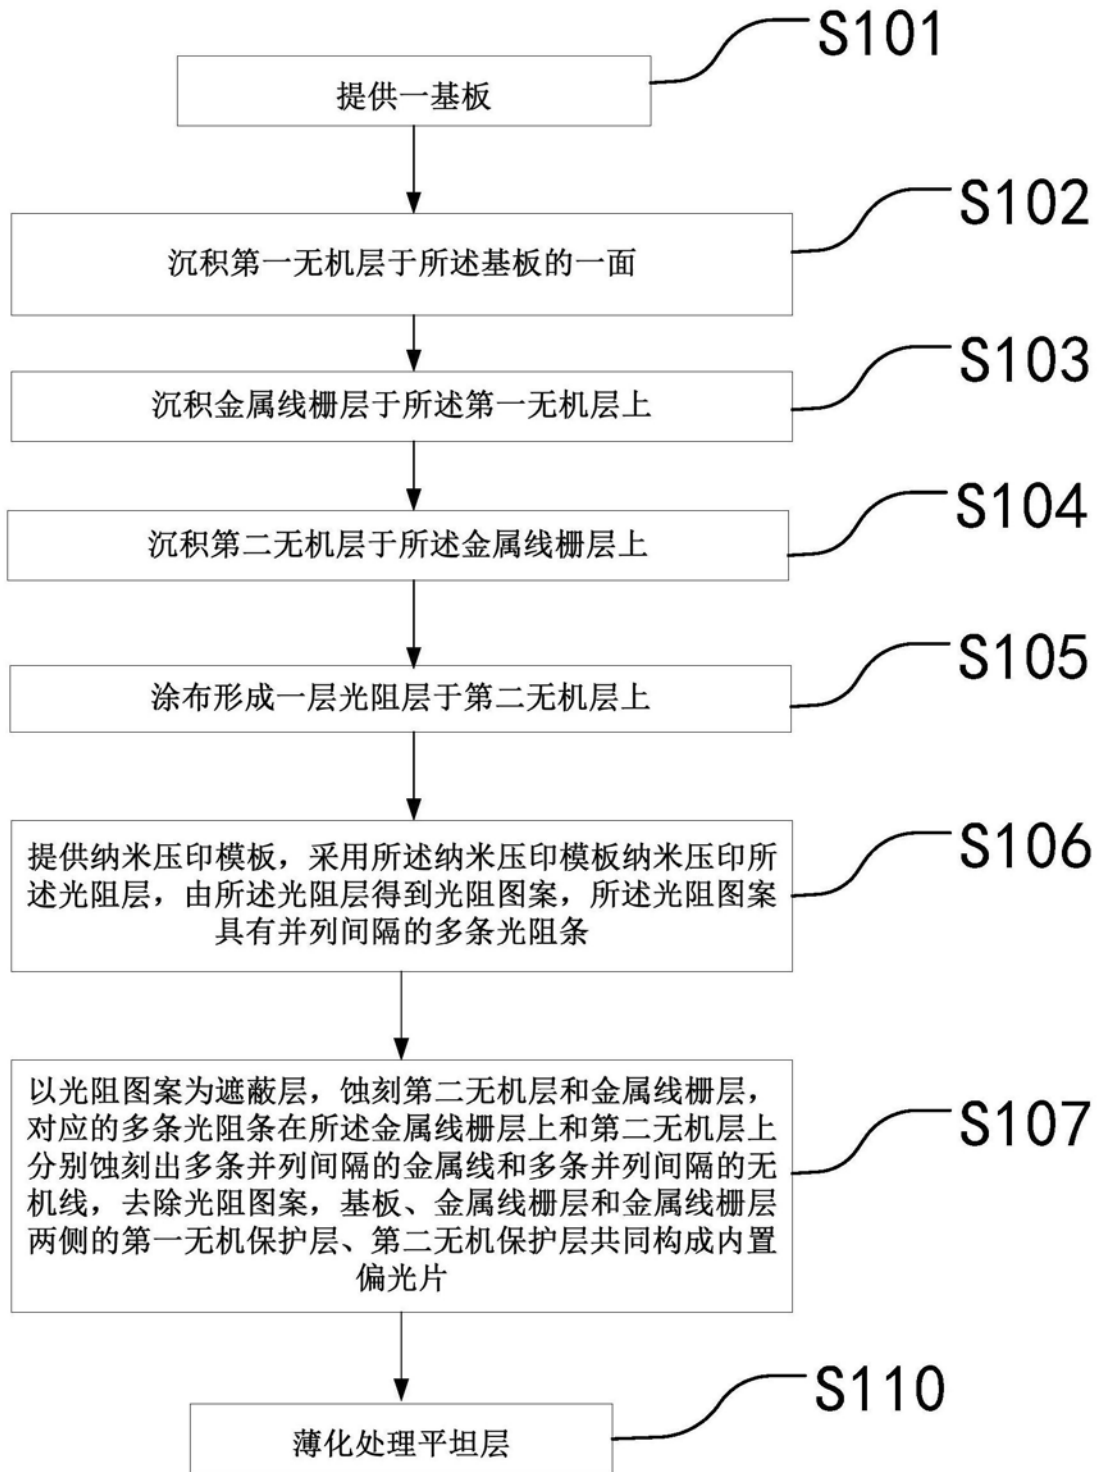 S101
提供一基板
S102
沉积第一无机层于所述基板的一面
S103
沉积金属线栅层于所述第一无机层上
S104
沉积第二无机层于所述金属线栅层上
S105
涂布形成一层光阻层于第二无机层上
S106
提供纳米压印模板，采用所述纳米压印模板纳米压印所
述光阻层，由所述光阻层得到光阻图案，所述光阻图案
具有并列间隔的多条光阻条
S107
以光阻图案为遮蔽层，蚀刻第二无机层和金属线栅层，
对应的多条光阻条在所述金属线栅层上和第二无机层上
分别蚀刻出多条并列间隔的金属线和多条并列间隔的无
机线，去除光阻图案，基板、金属线栅层和金属线栅层
两侧的第一无机保护层、第二无机保护层共同构成内置
偏光片
S110
薄化处理平坦层